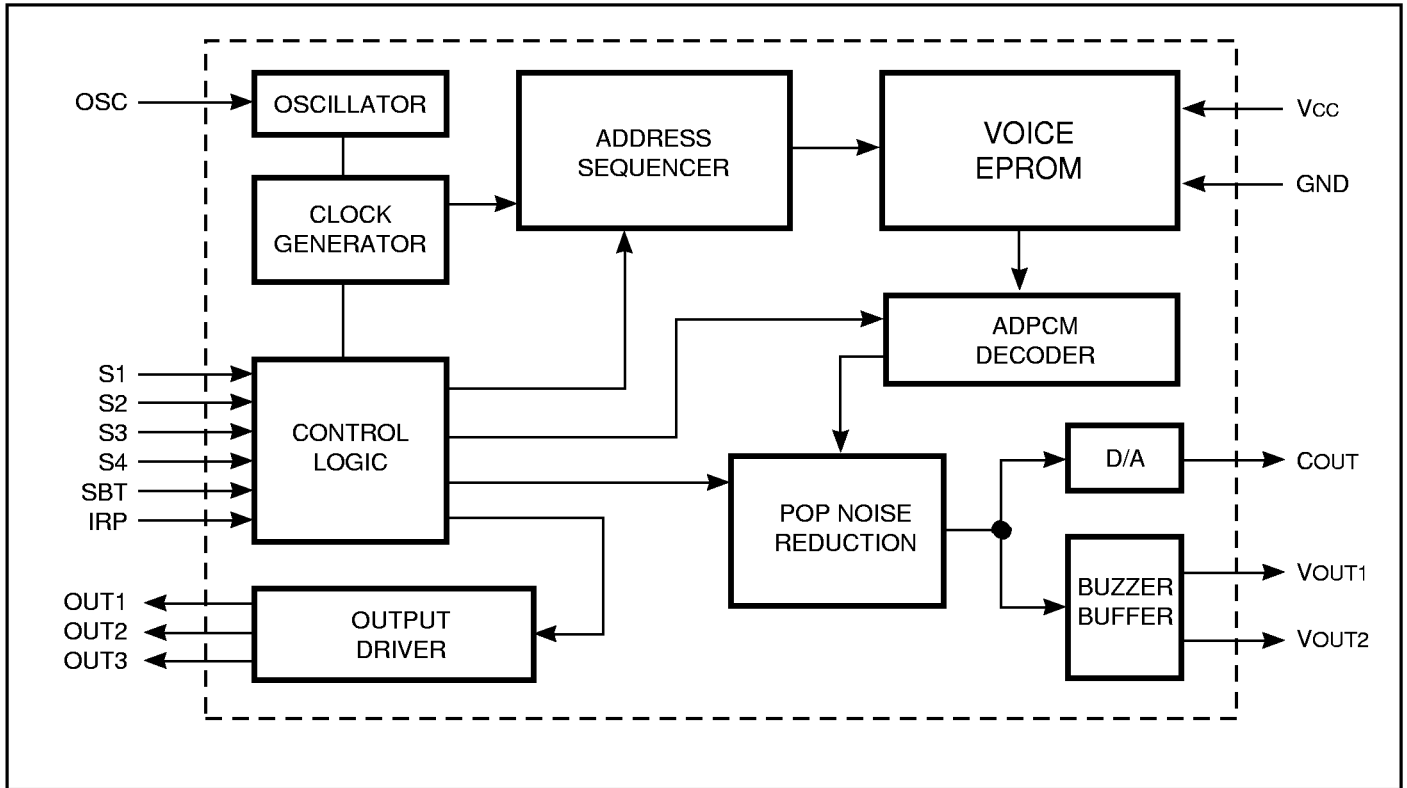 OSC
OSCILLATOR
ADDRESS
SEQUENCER
VOICE
EPROM
VCC
GND
CLOCK
GENERATOR
ADPCM
DECODER
S1
S2
S3
S4
SBT
IRP
CONTROL
LOGIC
D/A
COUT
POP NOISE
REDUCTION
BUZZER
BUFFER
VOUT1
VOUT2
OUT1
OUT2
OUT3
OUTPUT
DRIVER